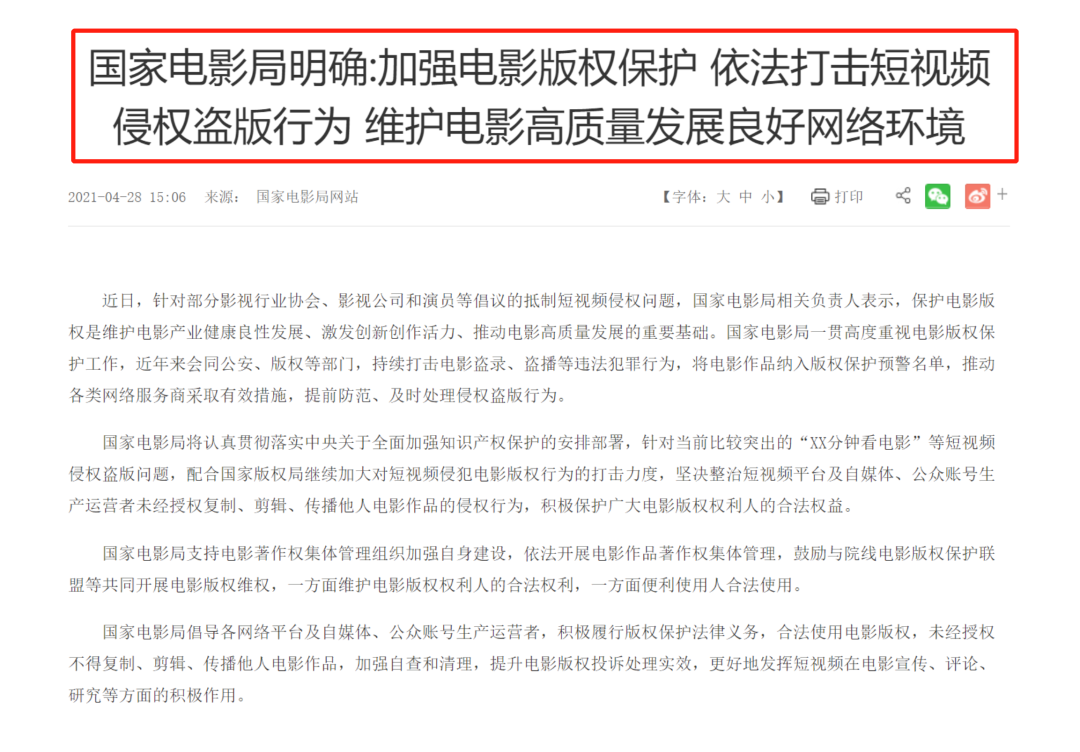 国家电影局明确:加强电影版权保护 依法打击短视频
侵权盗版行为 维护电影高质量发展良好网络环境
2021-04-28 15:06 来源： 国家电影局网站 【字体：大 中 小】 打印 +
近日，针对部分影视行业协会、影视公司和演员等倡议的抵制短视频侵权问题，国家电影局相关负责人表示，保护电影版
权是维护电影产业健康良性发展、激发创新创作活力、推动电影高质量发展的重要基础。国家电影局一贯高度重视电影版权保
护工作，近年来会同公安、版权等部门，持续打击电影盗录、盗播等违法犯罪行为，将电影作品纳入版权保护预警名单，推动
各类网络服务商采取有效措施，提前防范、及时处理侵权盗版行为。
国家电影局将认真贯彻落实中央关于全面加强知识产权保护的安排部署，针对当前比较突出的“XX分钟看电影”等短视频
侵权盗版问题，配合国家版权局继续加大对短视频侵犯电影版权行为的打击力度，坚决整治短视频平台及自媒体、公众账号生
产运营者未经授权复制、剪辑、传播他人电影作品的侵权行为，积极保护广大电影版权权利人的合法权益。
国家电影局支持电影著作权集体管理组织加强自身建设，依法开展电影作品著作权集体管理，鼓励与院线电影版权保护联
盟等共同开展电影版权维权，一方面维护电影版权权利人的合法权利，一方面便利使用人合法使用。
国家电影局倡导各网络平台及自媒体、公众账号生产运营者，积极履行版权保护法律义务，合法使用电影版权，未经授权
不得复制、剪辑、传播他人电影作品，加强自查和清理，提升电影版权投诉处理实效，更好地发挥短视频在电影宣传、评论、
研究等方面的积极作用。